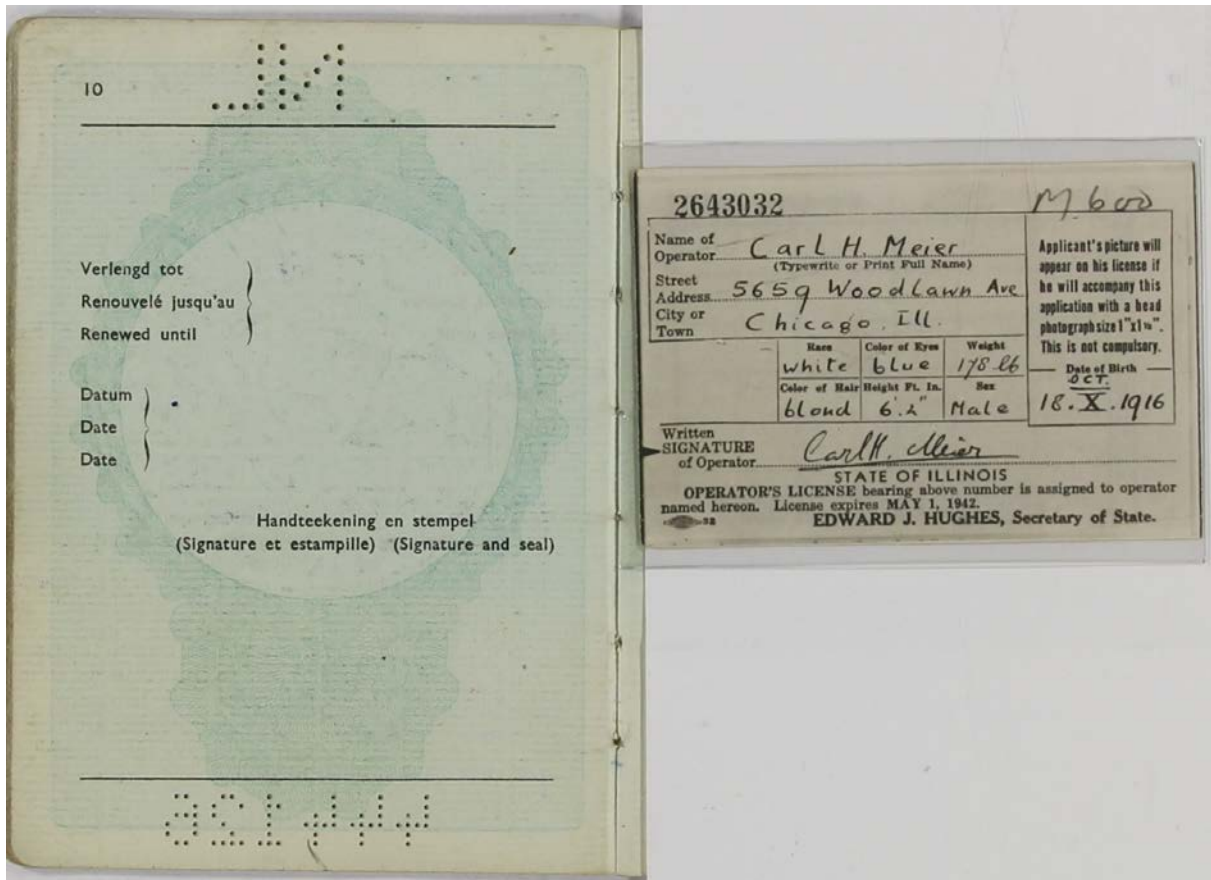 10
NL
Verlengd tot
Renouvelé jusqu'au
Renewed until
Datum
Date
Date
Handteekening en stempel
(Signature et estampille) (Signature and seal)
2643032
M 600
Name of
Operator Carl H. Meier
(Typewrite or Print Full Name)
Street
Address 5659 Woodlawn Ave
City or
Town Chicago. Ill.
Race Color of Eyes Weight
white blue 178 lb
Color of Hair Height Ft. In. Sex
blond 6'.2" Male
Applicant's picture will
appear on his license if
he will accompany this
application with a head
photograph size 1"x1½".
This is not compulsory.
Date of Birth
OCT.
18.X.1916
Written
SIGNATURE
of Operator Carl H. Meier
STATE OF ILLINOIS
OPERATOR'S LICENSE bearing above number is assigned to operator
named hereon. License expires MAY 1, 1942.
32 EDWARD J. HUGHES, Secretary of State.